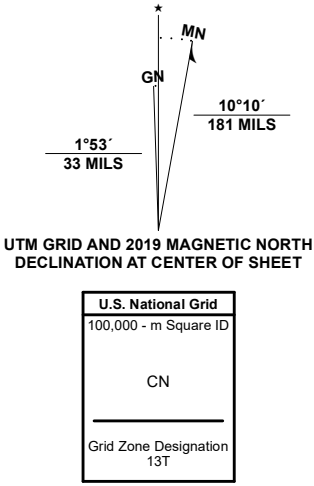 ★
MN
GN
10°10´
181 MILS
1°53´
33 MILS
UTM GRID AND 2019 MAGNETIC NORTH
DECLINATION AT CENTER OF SHEET
U.S. National Grid
100,000 - m Square ID
CN
Grid Zone Designation
13T